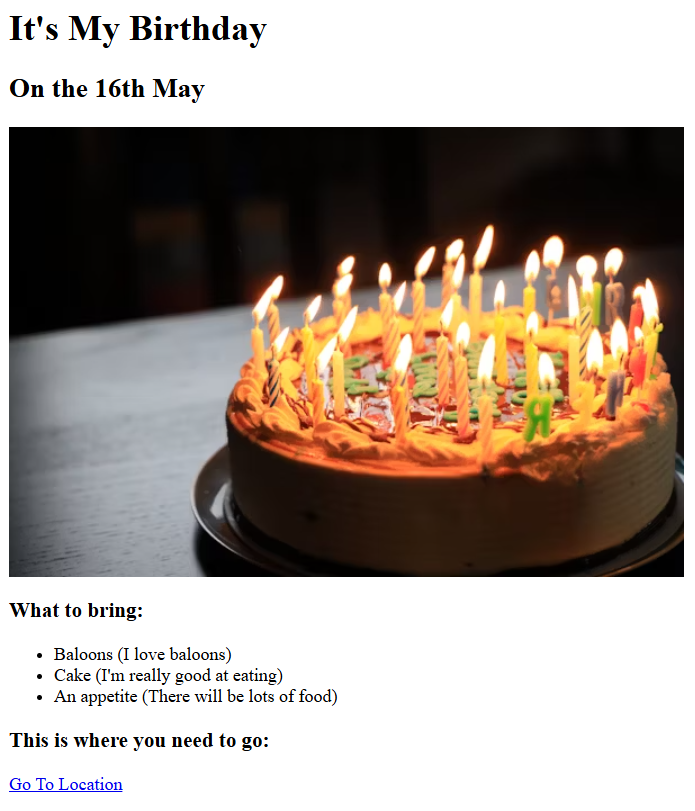 It's My Birthday
On the 16th May
What to bring:
Baloons (I love baloons)
Cake (I'm really good at eating)
An appetite (There will be lots of food)
This is where you need to go:
Go To Location